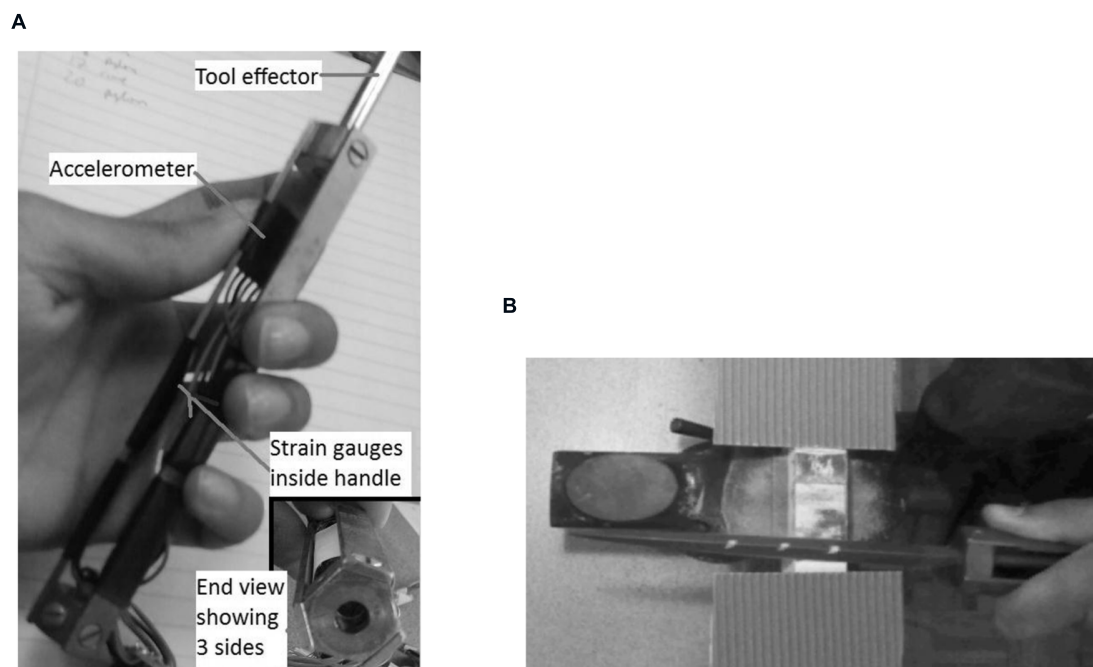 A
Tool effector
Accelerometer
Strain gauges
inside handle
End view
showing
3 sides
B